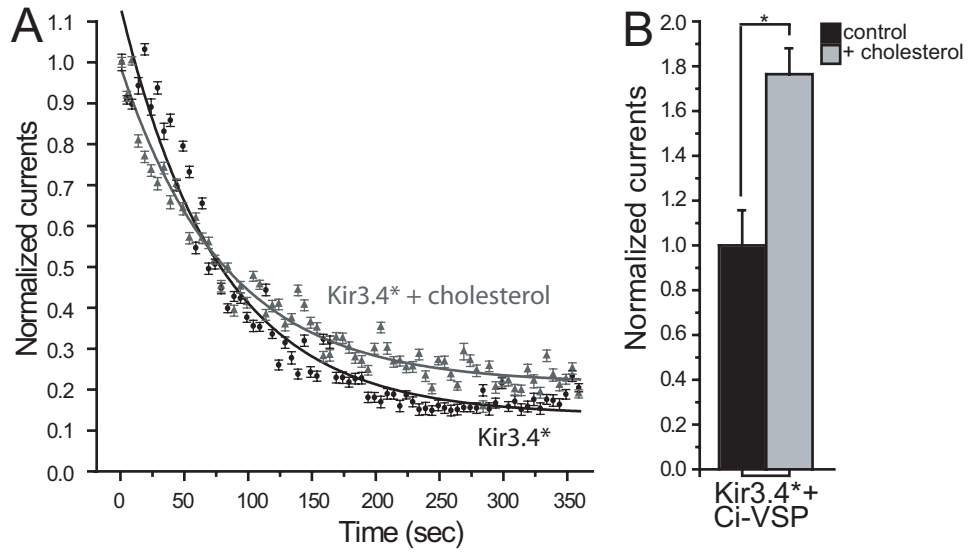 A
Normalized currents
1.1
1.0
0.9
0.8
0.7
0.6
0.5
0.4
0.3
0.2
0.1
0.0
Kir3.4* + cholesterol
Kir3.4*
0 50 100 150 200 250 300 350
Time (sec)
B
Normalized currents
2.0
1.8
1.6
1.4
1.2
1.0
0.8
0.6
0.4
0.2
0.0
*
control
+ cholesterol
Kir3.4*+
Ci-VSP